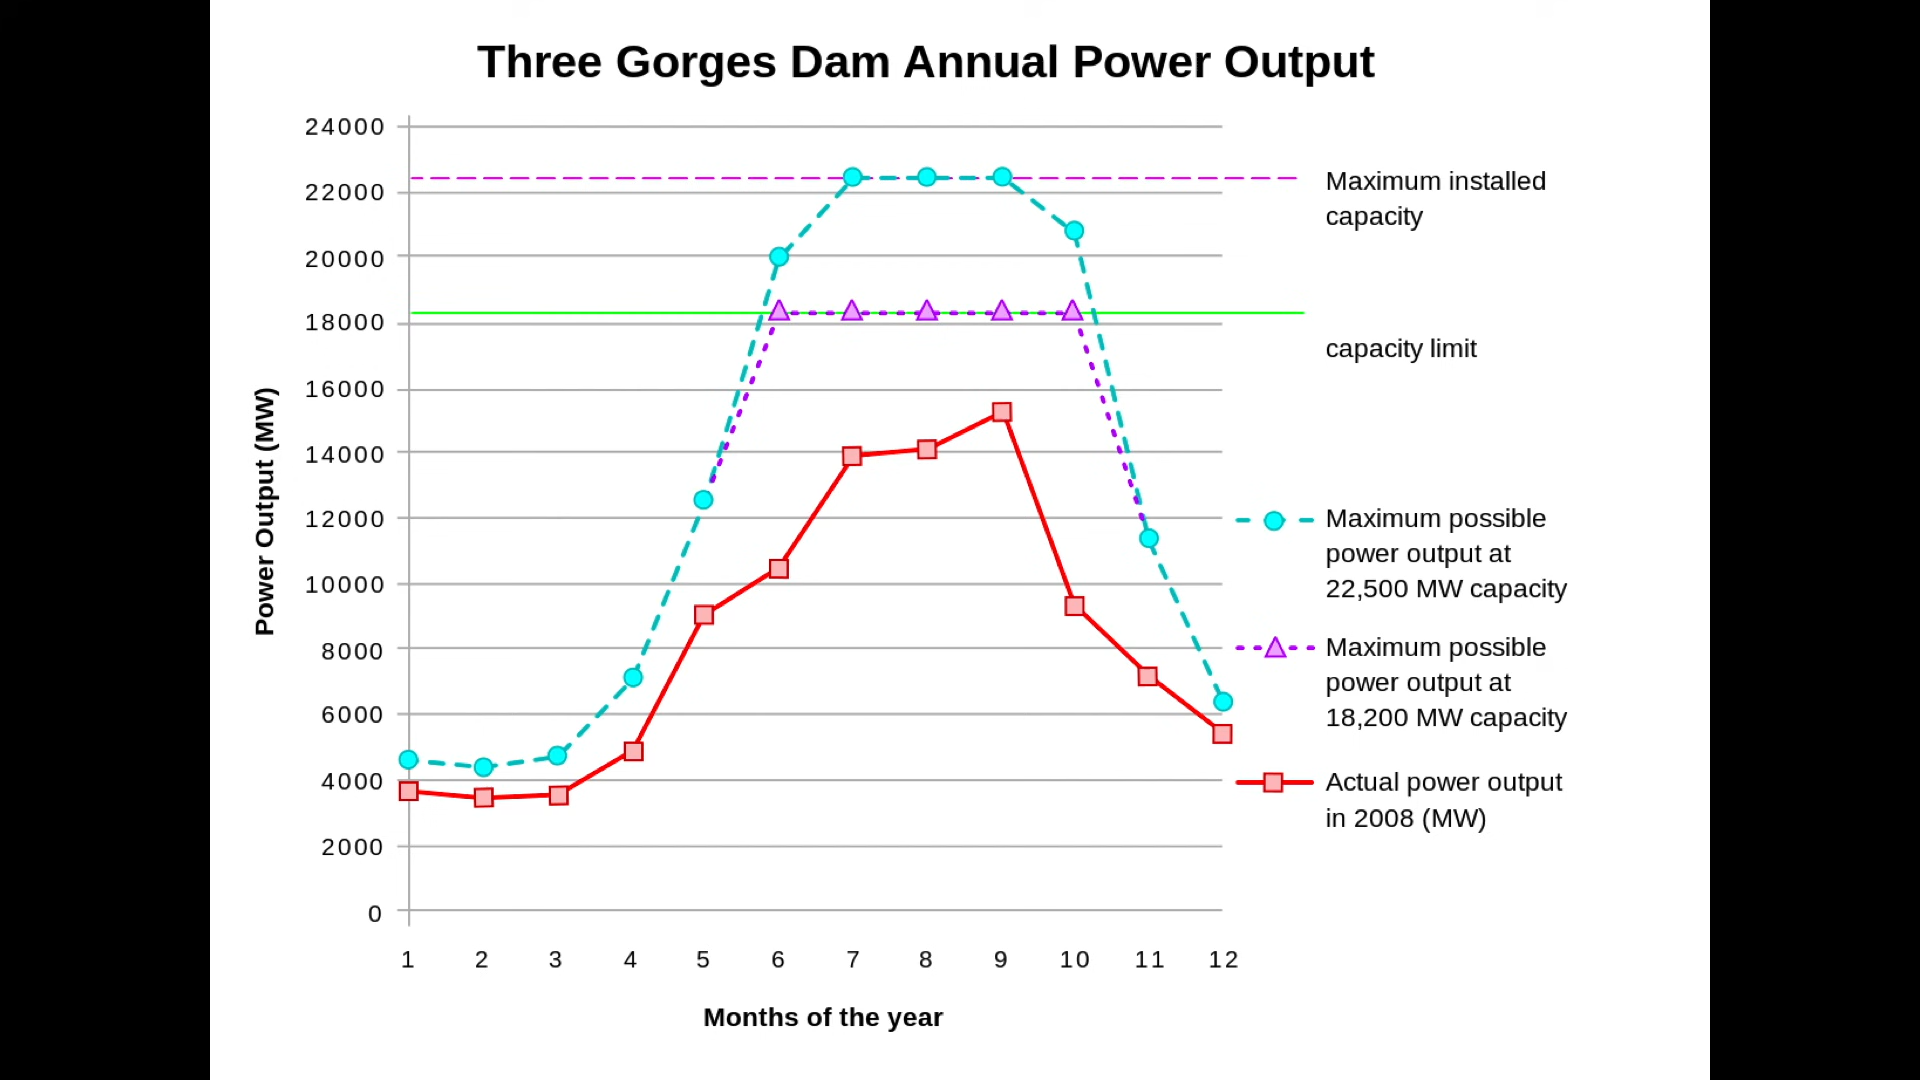 Three Gorges Dam Annual Power Output
24000
22000
20000
18000
16000
14000
12000
10000
8000
6000
4000
2000
0
Power Output (MW)
1 2 3 4 5 6 7 8 9 10 11 12
Months of the year
Maximum installed
capacity
capacity limit
Maximum possible
power output at
22,500 MW capacity
Maximum possible
power output at
18,200 MW capacity
Actual power output
in 2008 (MW)